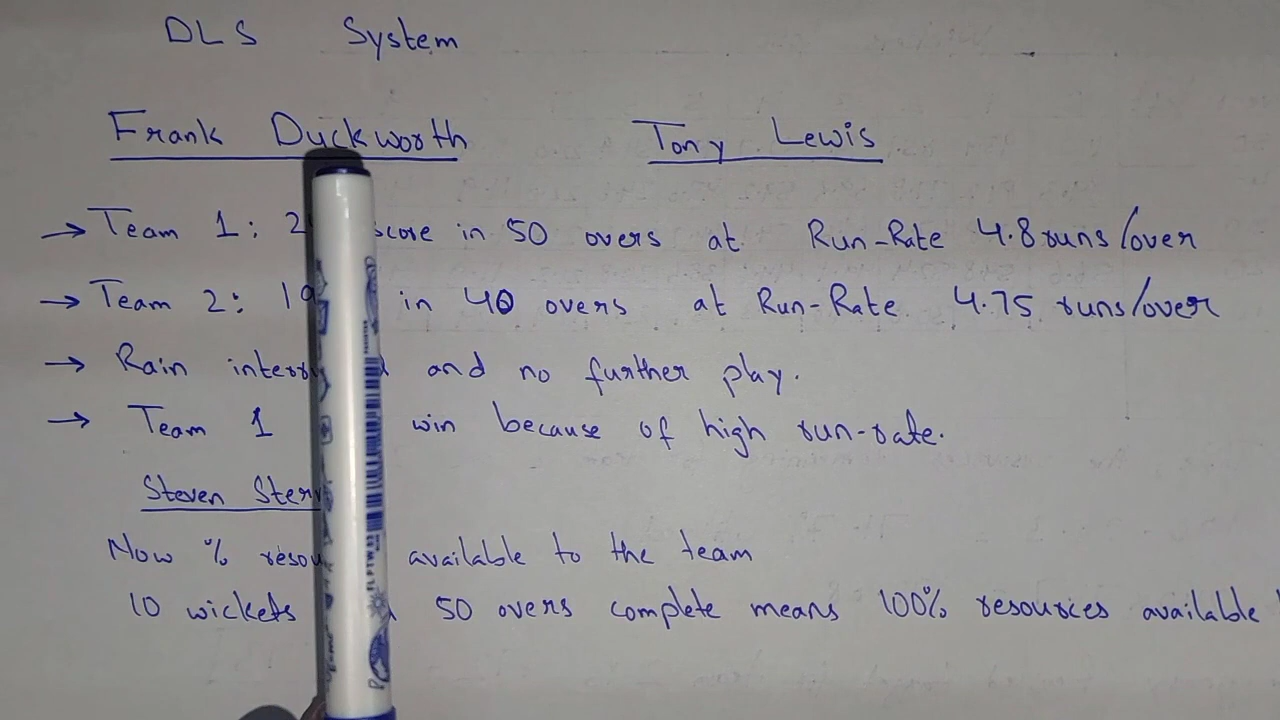 DLS System
Frank Duckworth Tony Lewis
→ Team 1: score in 50 overs at Run-Rate 4.8 runs/over
→ Team 2: in 40 overs at Run-Rate 4.75 runs/over
→ Rain and no further play.
→ Team 1 win because of high run-rate.
Steven
Now % available to the team
10 wickets 50 overs complete means 100% resources available